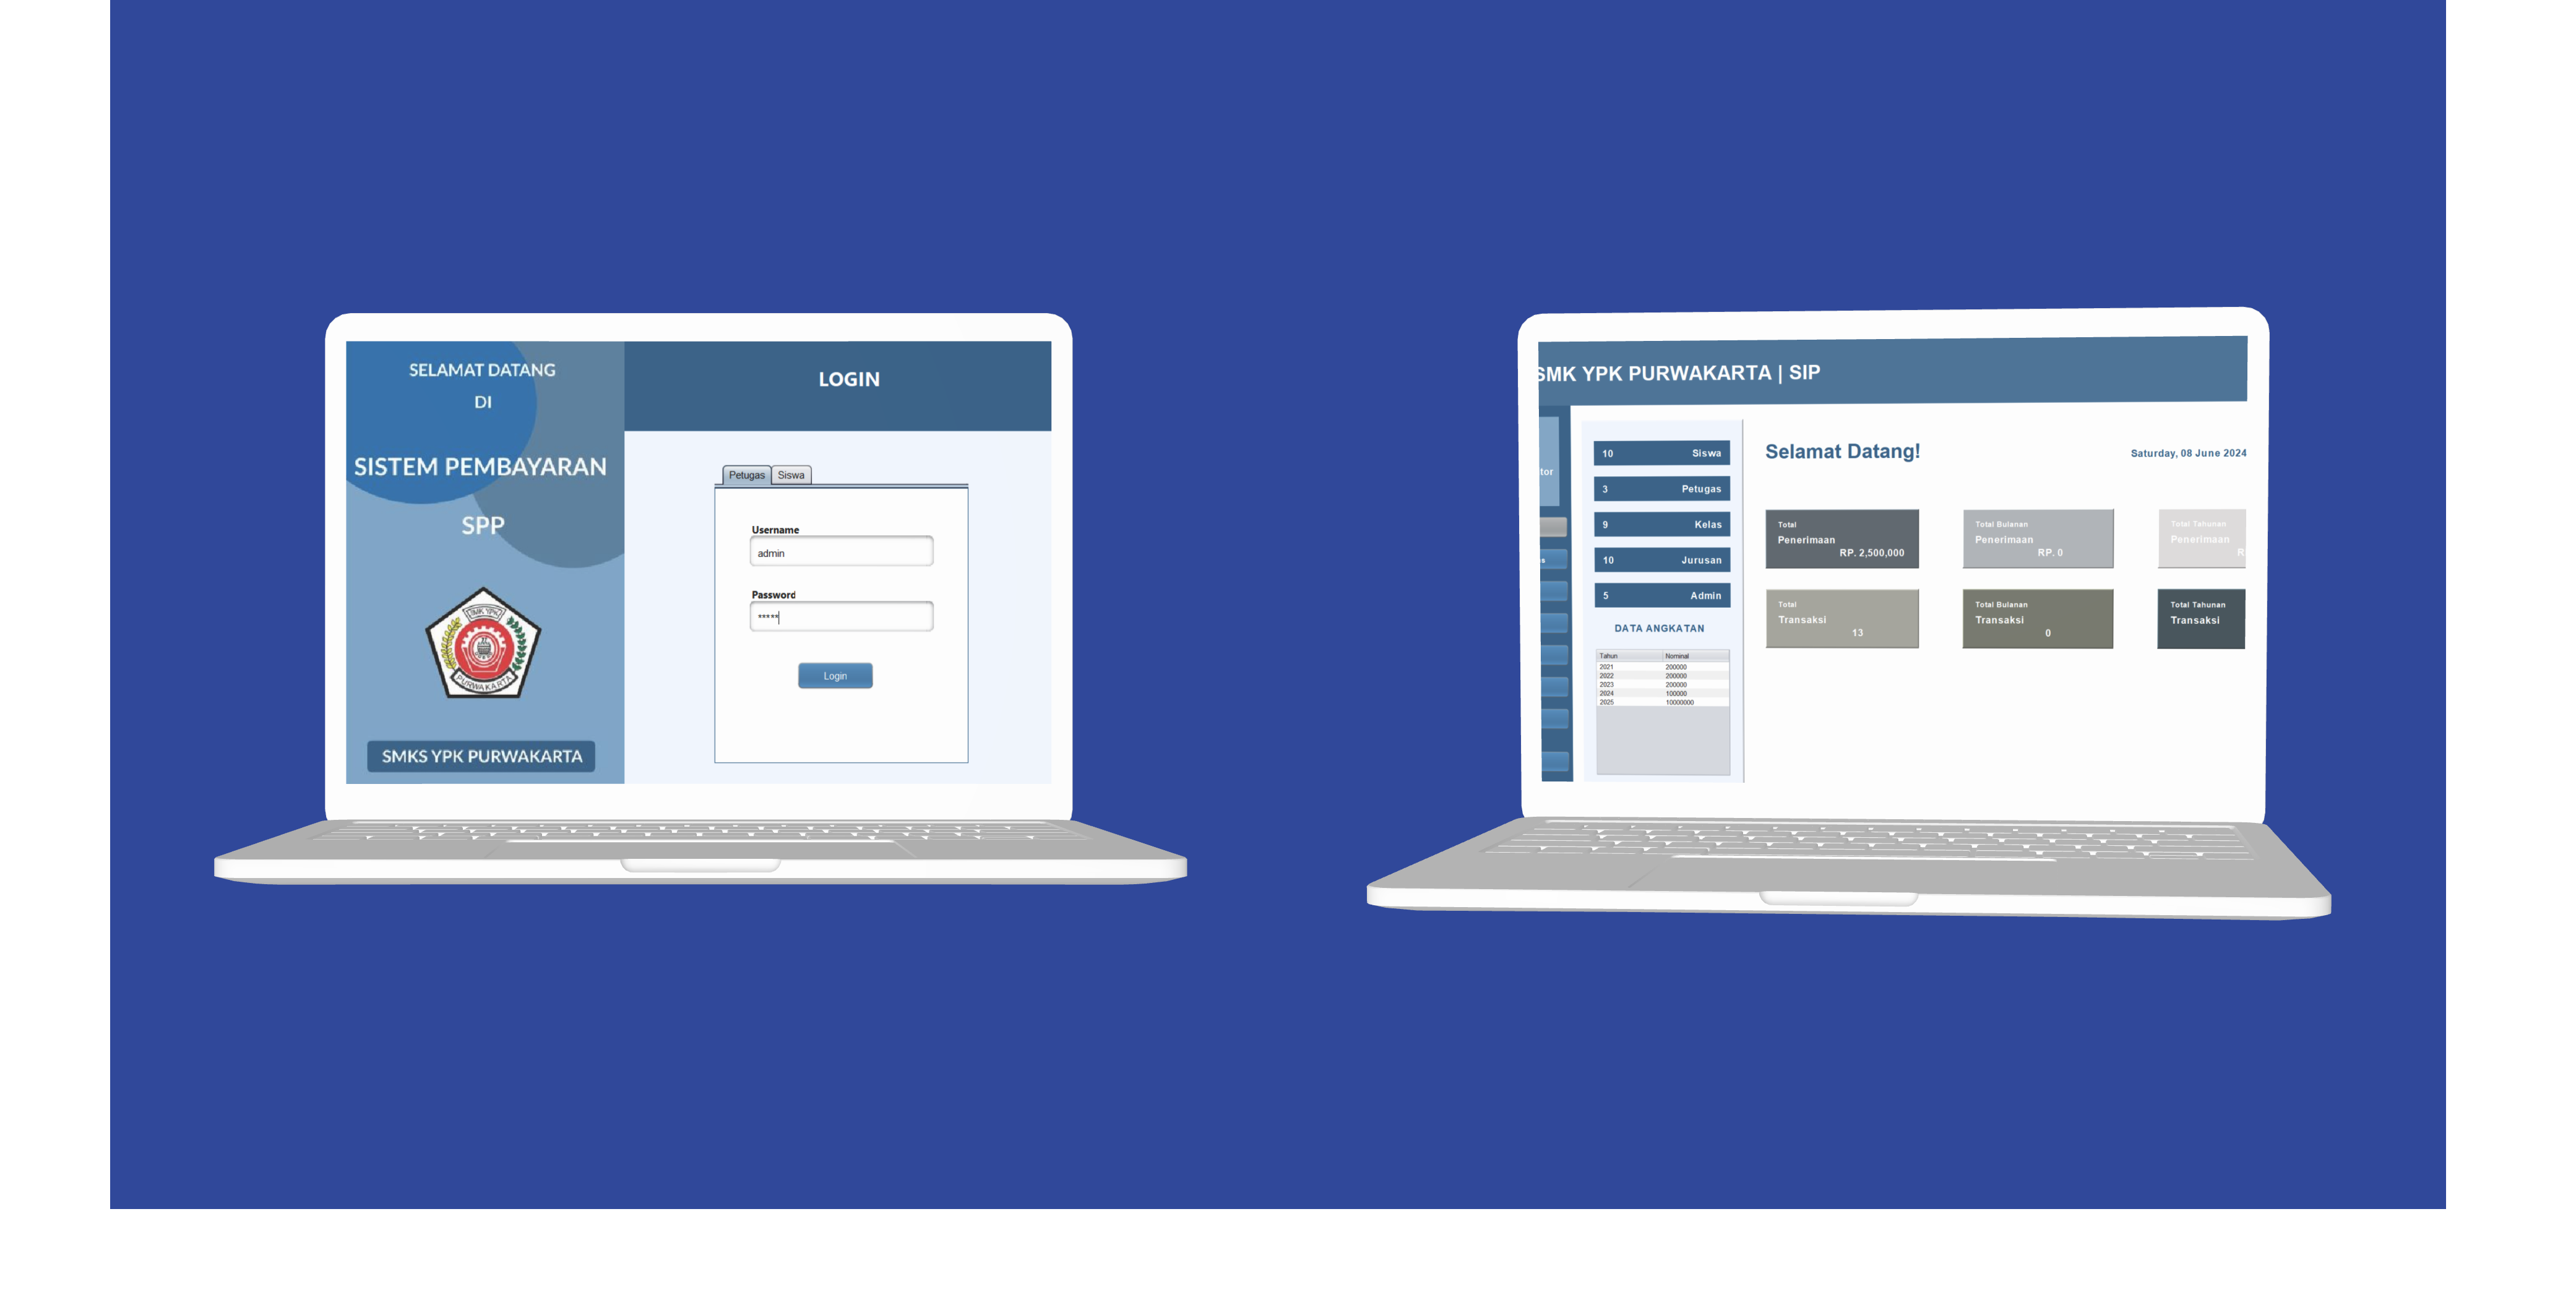 SELAMAT DATANG
DI
SISTEM PEMBAYARAN
SPP
SMK YPK
PURWAKARTA
SMKS YPK PURWAKARTA
LOGIN
Petugas Siswa
Username
admin
Password
*****
Login
SMK YPK PURWAKARTA | SIP
tor
s
10 Siswa
3 Petugas
9 Kelas
10 Jurusan
5 Admin
DATA ANGKATAN
Tahun Nominal
2021 200000
2022 200000
2023 200000
2024 100000
2025 10000000
Selamat Datang!
Saturday, 08 June 2024
Total
Penerimaan
RP. 2,500,000
Total Bulanan
Penerimaan
RP. 0
Total Tahunan
Penerimaan
R
Total
Transaksi
13
Total Bulanan
Transaksi
0
Total Tahunan
Transaksi